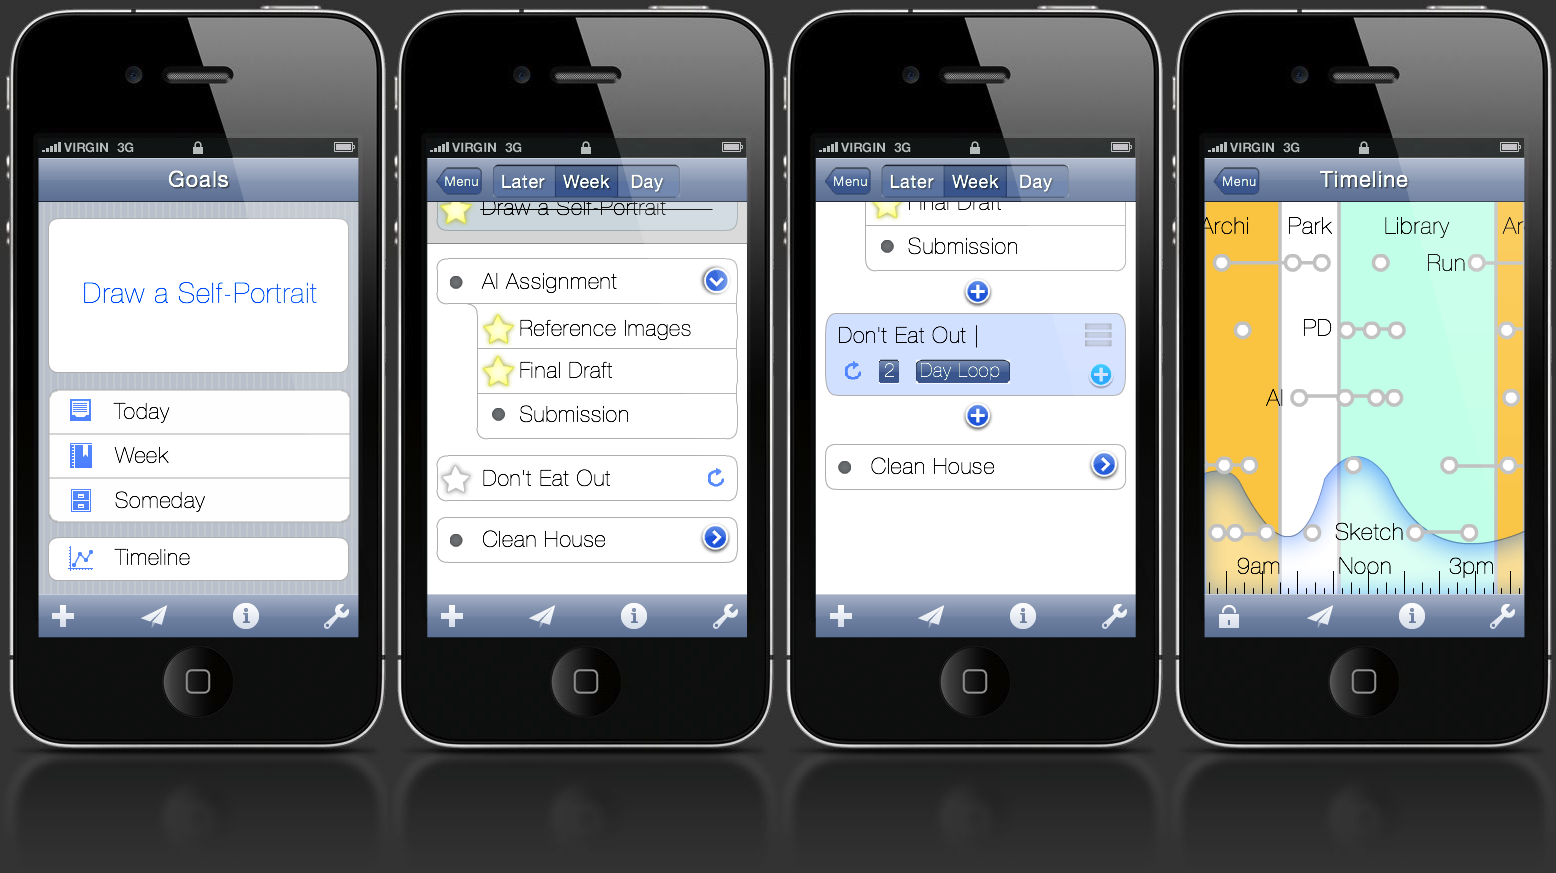 VIRGIN 3G
Goals
Draw a Self-Portrait
Today
Week
Someday
Timeline
VIRGIN 3G
Menu Later Week Day
Draw a Self-Portrait
AI Assignment
Reference Images
Final Draft
Submission
Don't Eat Out
Clean House
VIRGIN 3G
Menu Later Week Day
Final Draft
Submission
Don't Eat Out
2 Day Loop
Clean House
VIRGIN 3G
Menu Timeline
Archi Park Library Ar
Run
PD
AI
Sketch
9am Noon 3pm